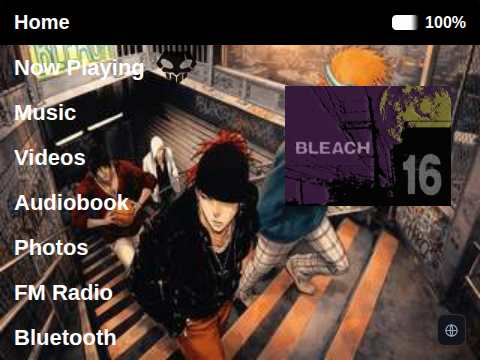 Home
100%
Now Playing
Music
BLEACH
16
Videos
Audiobook
Photos
FM Radio
Bluetooth